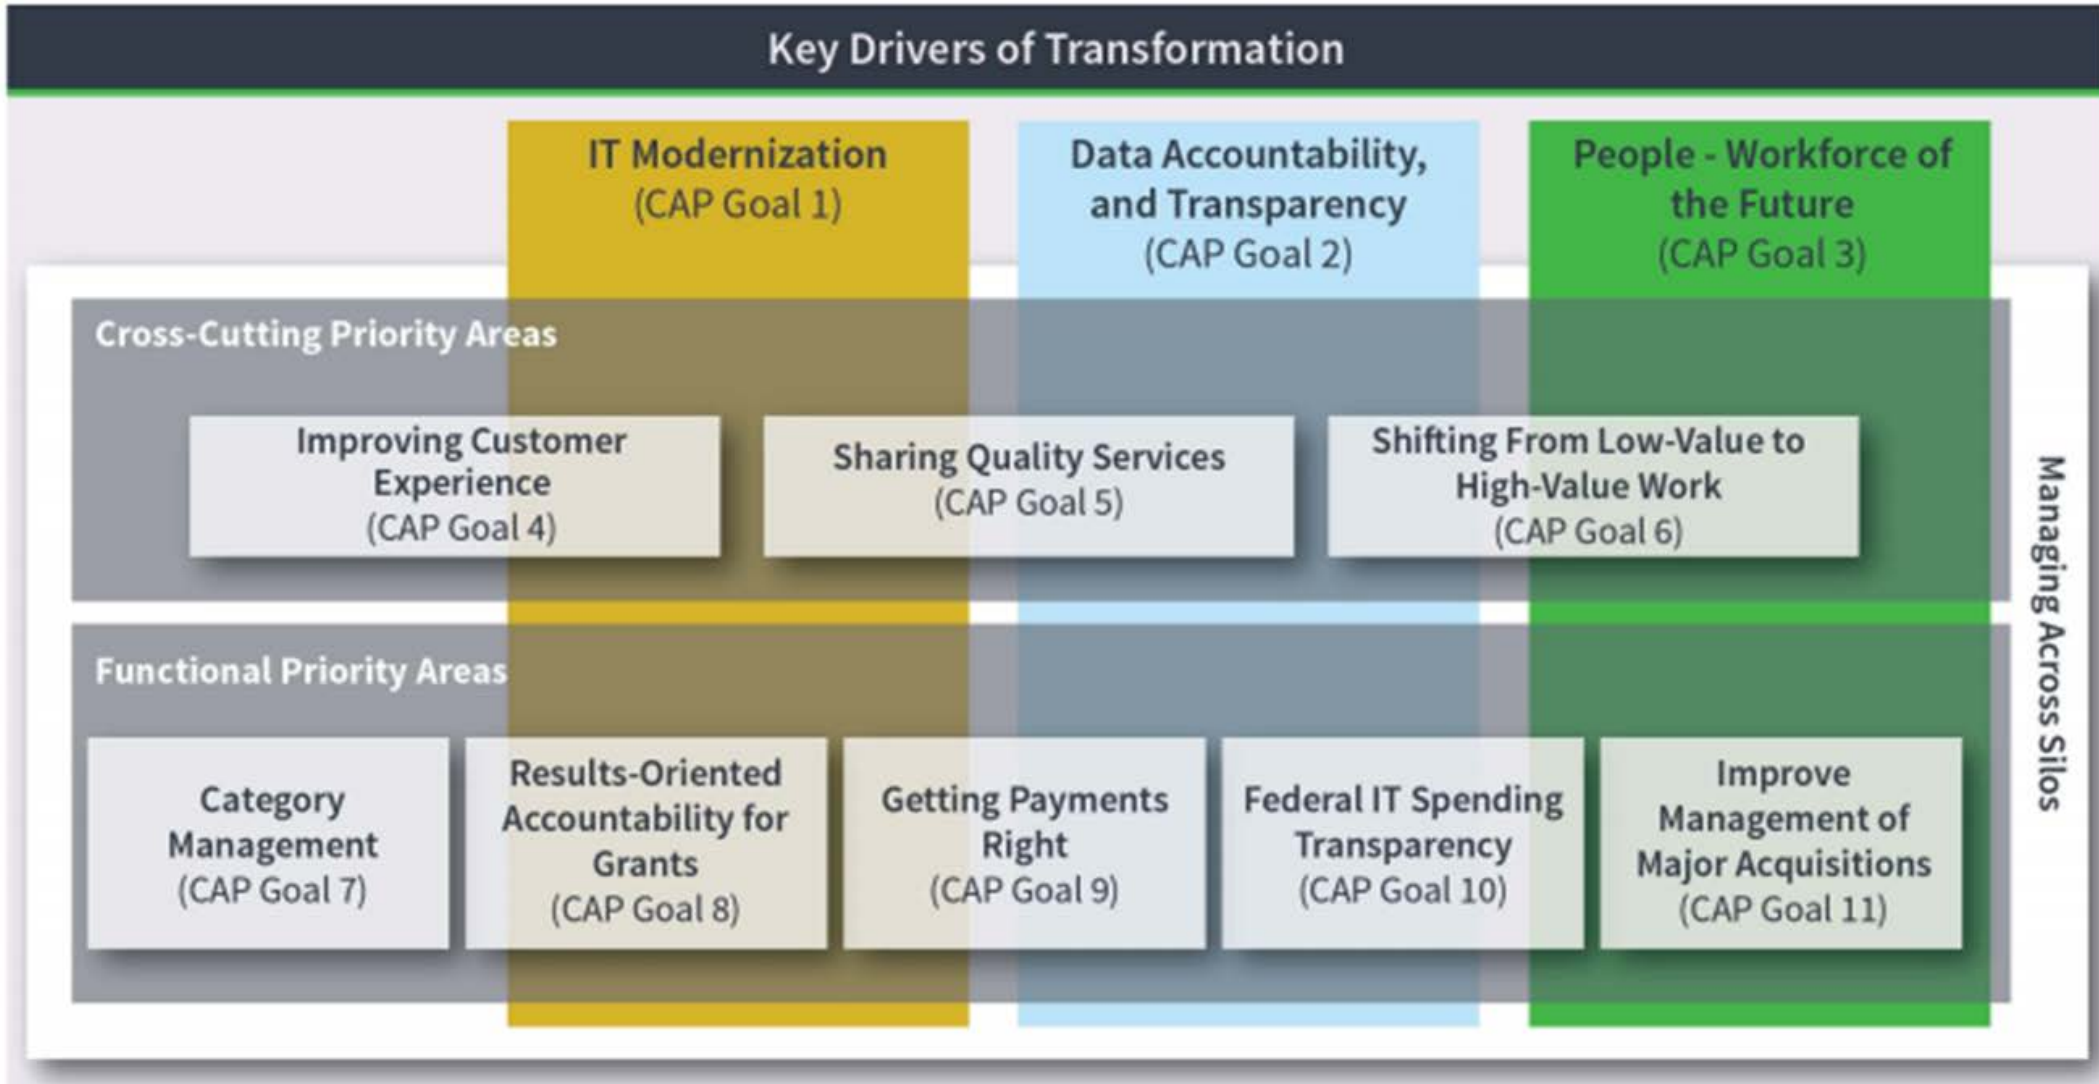 Key Drivers of Transformation
IT Modernization
(CAP Goal 1)
Data Accountability,
and Transparency
(CAP Goal 2)
People - Workforce of
the Future
(CAP Goal 3)
Cross-Cutting Priority Areas
Improving Customer
Experience
(CAP Goal 4)
Sharing Quality Services
(CAP Goal 5)
Shifting From Low-Value to
High-Value Work
(CAP Goal 6)
Functional Priority Areas
Category
Management
(CAP Goal 7)
Results-Oriented
Accountability for
Grants
(CAP Goal 8)
Getting Payments
Right
(CAP Goal 9)
Federal IT Spending
Transparency
(CAP Goal 10)
Improve
Management of
Major Acquisitions
(CAP Goal 11)
Managing Across Silos